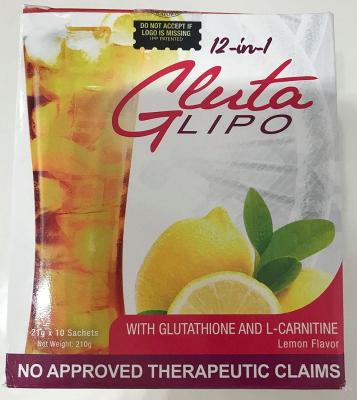 DO NOT ACCEPT IF
LOGO IS MISSING
12-in-1
Gluta
LIPO
21g x 10 Sachets
Net Weight: 210g
WITH GLUTATHIONE AND L-CARNITINE
Lemon Flavor
NO APPROVED THERAPEUTIC CLAIMS